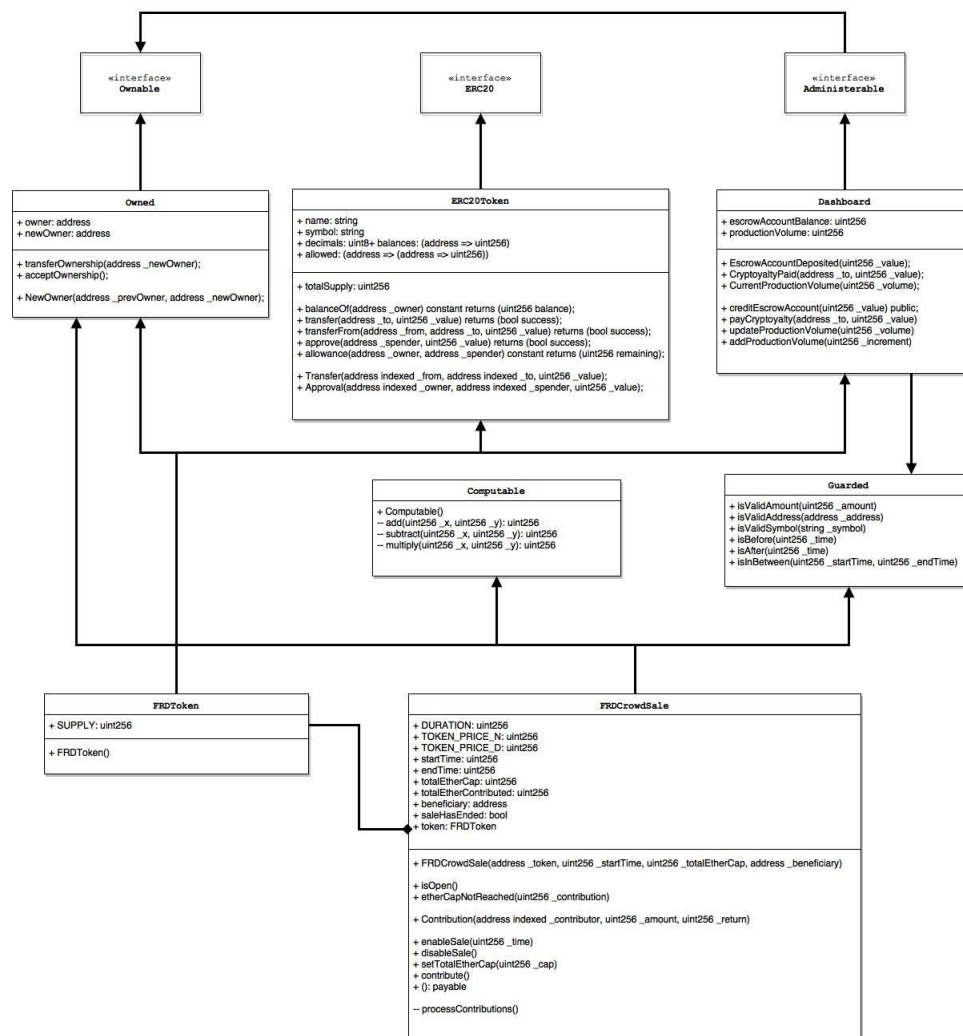 «interface»
Ownable
«interface»
ERC20
«interface»
Administerable
Owned
+ owner: address
+ newOwner: address
+ transferOwnership(address _newOwner);
+ acceptOwnership();
+ NewOwner(address _prevOwner, address _newOwner);
ERC20Token
+ name: string
+ symbol: string
+ decimals: uint8+ balances: (address => uint256)
+ allowed: (address => (address => uint256))
+ totalSupply: uint256
+ balanceOf(address _owner) constant returns (uint256 balance);
+ transfer(address _to, uint256 _value) returns (bool success);
+ transferFrom(address _from, address _to, uint256 _value) returns (bool success);
+ approve(address _spender, uint256 _value) returns (bool success);
+ allowance(address _owner, address _spender) constant returns (uint256 remaining);
+ Transfer(address indexed _from, address indexed _to, uint256 _value);
+ Approval(address indexed _owner, address indexed _spender, uint256 _value);
Dashboard
+ escrowAccountBalance: uint256
+ productionVolume: uint256
+ EscrowAccountDeposited(uint256 _value);
+ CryptoyaltyPaid(address _to, uint256 _value);
+ CurrentProductionVolume(uint256 _volume);
+ creditEscrowAccount(uint256 _value) public;
+ payCryptoyalty(address _to, uint256 _value)
+ updateProductionVolume(uint256 _volume)
+ addProductionVolume(uint256 _increment)
Computable
+ Computable()
-- add(uint256 _x, uint256 _y): uint256
-- subtract(uint256 _x, uint256 _y): uint256
-- multiply(uint256 _x, uint256 _y): uint256
Guarded
+ isValidAmount(uint256 _amount)
+ isValidAddress(address _address)
+ isValidSymbol(string _symbol)
+ isBefore(uint256 _time)
+ isAfter(uint256 _time)
+ isInBetween(uint256 _startTime, uint256 _endTime)
FRDToken
+ SUPPLY: uint256
+ FRDToken()
FRDCrowdSale
+ DURATION: uint256
+ TOKEN_PRICE_N: uint256
+ TOKEN_PRICE_D: uint256
+ startTime: uint256
+ endTime: uint256
+ totalEtherCap: uint256
+ totalEtherContributed: uint256
+ beneficiary: address
+ saleHasEnded: bool
+ token: FRDToken
+ FRDCrowdSale(address _token, uint256 _startTime, uint256 _totalEtherCap, address _beneficiary)
+ isOpen()
+ etherCapNotReached(uint256 _contribution)
+ Contribution(address indexed _contributor, uint256 _amount, uint256 _return)
+ enableSale(uint256 _time)
+ disableSale()
+ setTotalEtherCap(uint256 _cap)
+ contribute()
+ (): payable
-- processContributions()